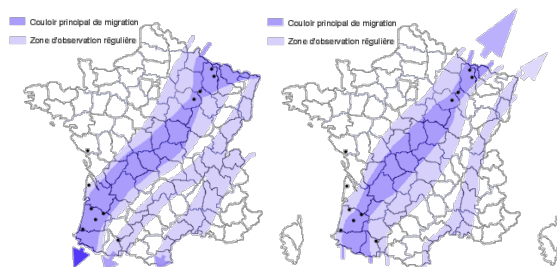 Couloir principal de migration
Zone d'observation régulière
Couloir principal de migration
Zone d'observation régulière